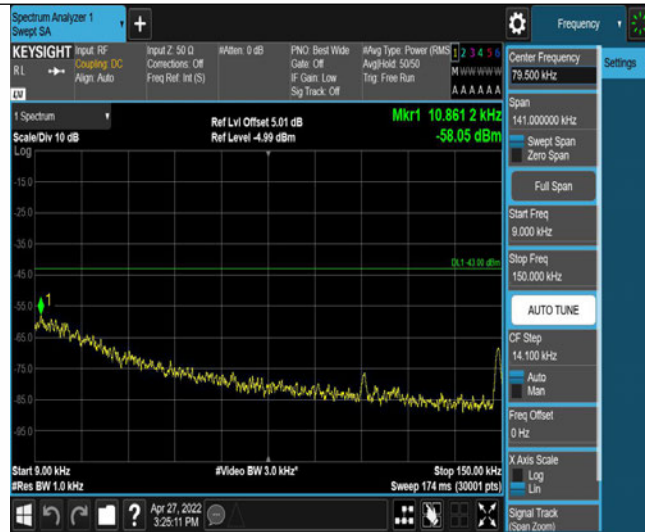 Spectrum Analyzer 1
Swept SA
Frequency
KEYSIGHT
Input: RF
Coupling: DC
Align: Auto
Input Z: 50 Ω
Corrections: Off
Freq Ref: Int (S)
#Atten: 0 dB
PNO: Best Wide
Gate: Off
IF Gain: Low
Sig Track: Off
#Avg Type: Power (RMS
Avg|Hold: 50/50
Trig: Free Run
1 2 3 4 5 6
M W W W W W
A A A A A A
R L
LXI
1 Spectrum
Scale/Div 10 dB
Ref Lvl Offset 5.01 dB
Ref Level -4.99 dBm
Mkr1 10.861 2 kHz
-58.05 dBm
Log
-15.0
-25.0
-35.0
DL1 -43.00 dBm
-45.0
-55.0
1
-65.0
-75.0
-85.0
-95.0
Start 9.00 kHz
#Res BW 1.0 kHz
#Video BW 3.0 kHz*
Stop 150.00 kHz
Sweep 174 ms (30001 pts)
?
Apr 27, 2022
3:25:11 PM
Center Frequency
79.500 kHz
Settings
Span
141.000000 kHz
Swept Span
Zero Span
Full Span
Start Freq
9.000 kHz
Stop Freq
150.000 kHz
AUTO TUNE
CF Step
14.100 kHz
Auto
Man
Freq Offset
0 Hz
X Axis Scale
Log
Lin
Signal Track
(Span Zoom)